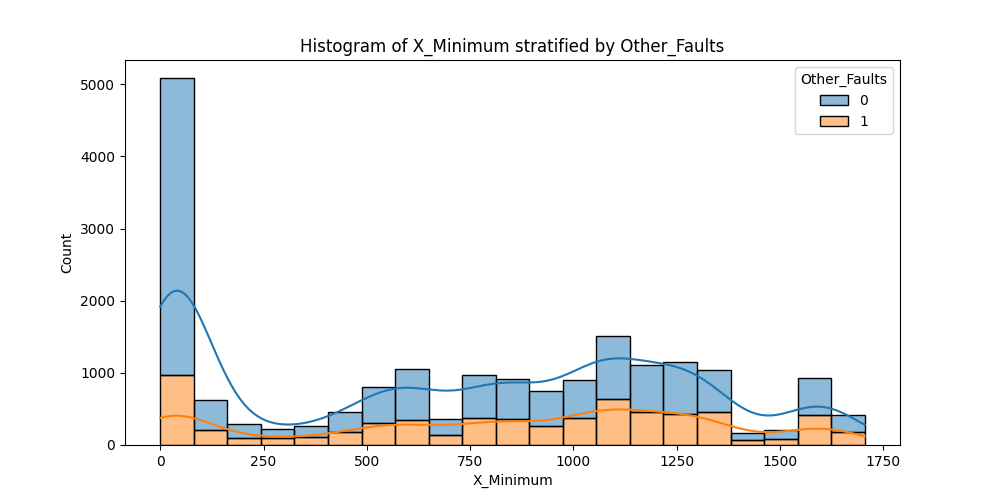 Histogram of X_Minimum stratified by Other_Faults
Other_Faults
0
1
5000
4000
3000
2000
1000
0
Count
0 250 500 750 1000 1250 1500 1750
X_Minimum